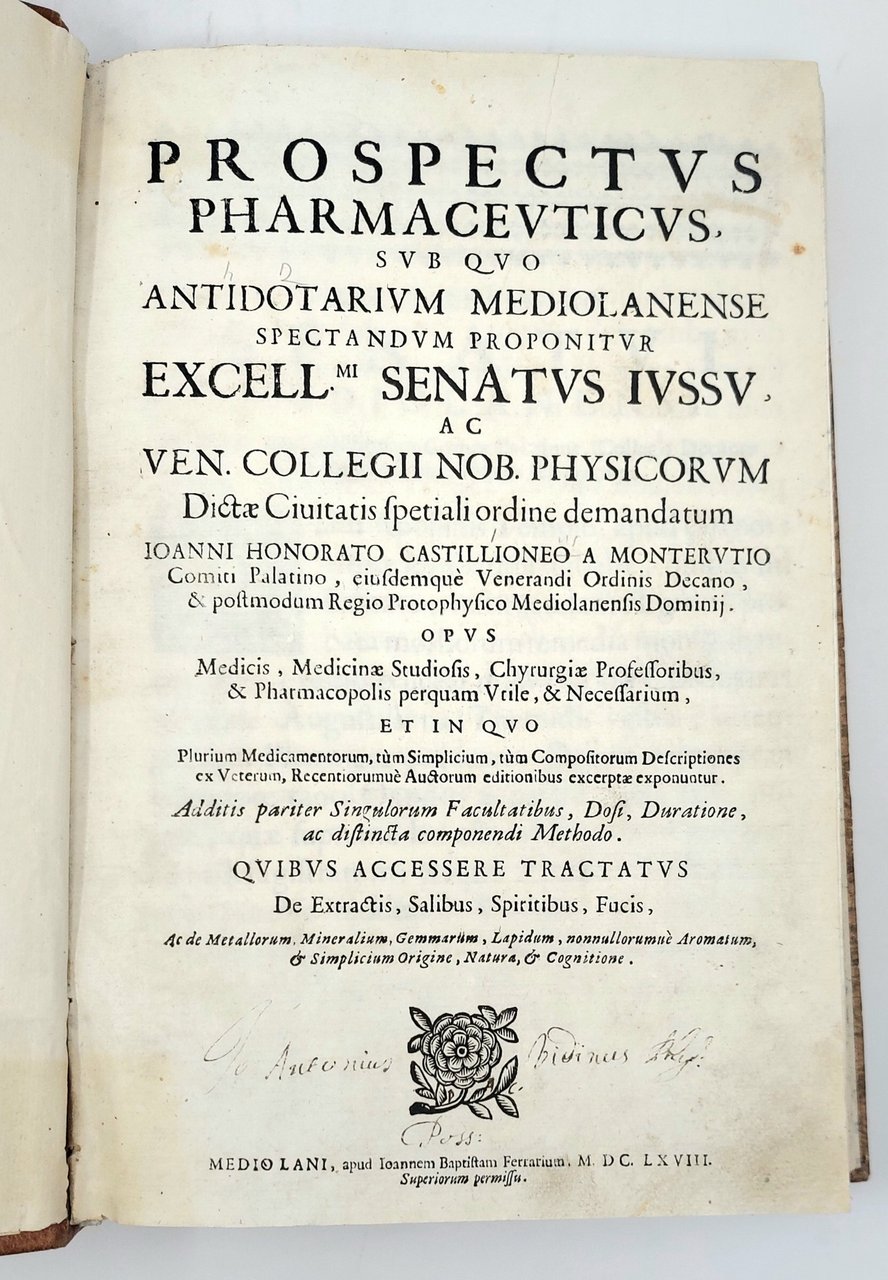 PROSPECTVS
PHARMACEVTICVS,
SVB QVO
ANTIDOTARIVM MEDIOLANENSE
SPECTANDVM PROPONITVR
EXCELL.MI SENATVS IVSSV,
AC
VEN. COLLEGII NOB. PHYSICORVM
Dictæ Ciuitatis ſpetiali ordine demandatum
IOANNI HONORATO CASTILLIONEO A MONTERVTIO
Comiti Palatino, eiuſdemquè Venerandi Ordinis Decano,
& poſtmodum Regio Protophyſico Mediolanenſis Dominij.
OPVS
Medicis, Medicinæ Studioſis, Chyrurgiæ Profeſſoribus,
& Pharmacopolis perquam Vtile, & Neceſſarium,
ET IN QVO
Plurium Medicamentorum, tùm Simplicium, tùm Compoſitorum Deſcriptiones
ex Veterum, Recentiorumuè Auctorum editionibus excerptæ exponuntur.
Additis pariter Singulorum Facultatibus, Doſi, Duratione,
ac diſtincta componendi Methodo.
QVIBVS ACCESSERE TRACTATVS
De Extractis, Salibus, Spiritibus, Fucis,
Ac de Metallorum, Mineralium, Gemmarum, Lapidum, nonnullorumuè Aromatum,
& Simplicium Origine, Natura, & Cognitione.
Antonius
Poss:
MEDIOLANI, apud Ioannem Baptiſtam Ferrarium. M. DC. LXVIII.
Superiorum permiſſu.